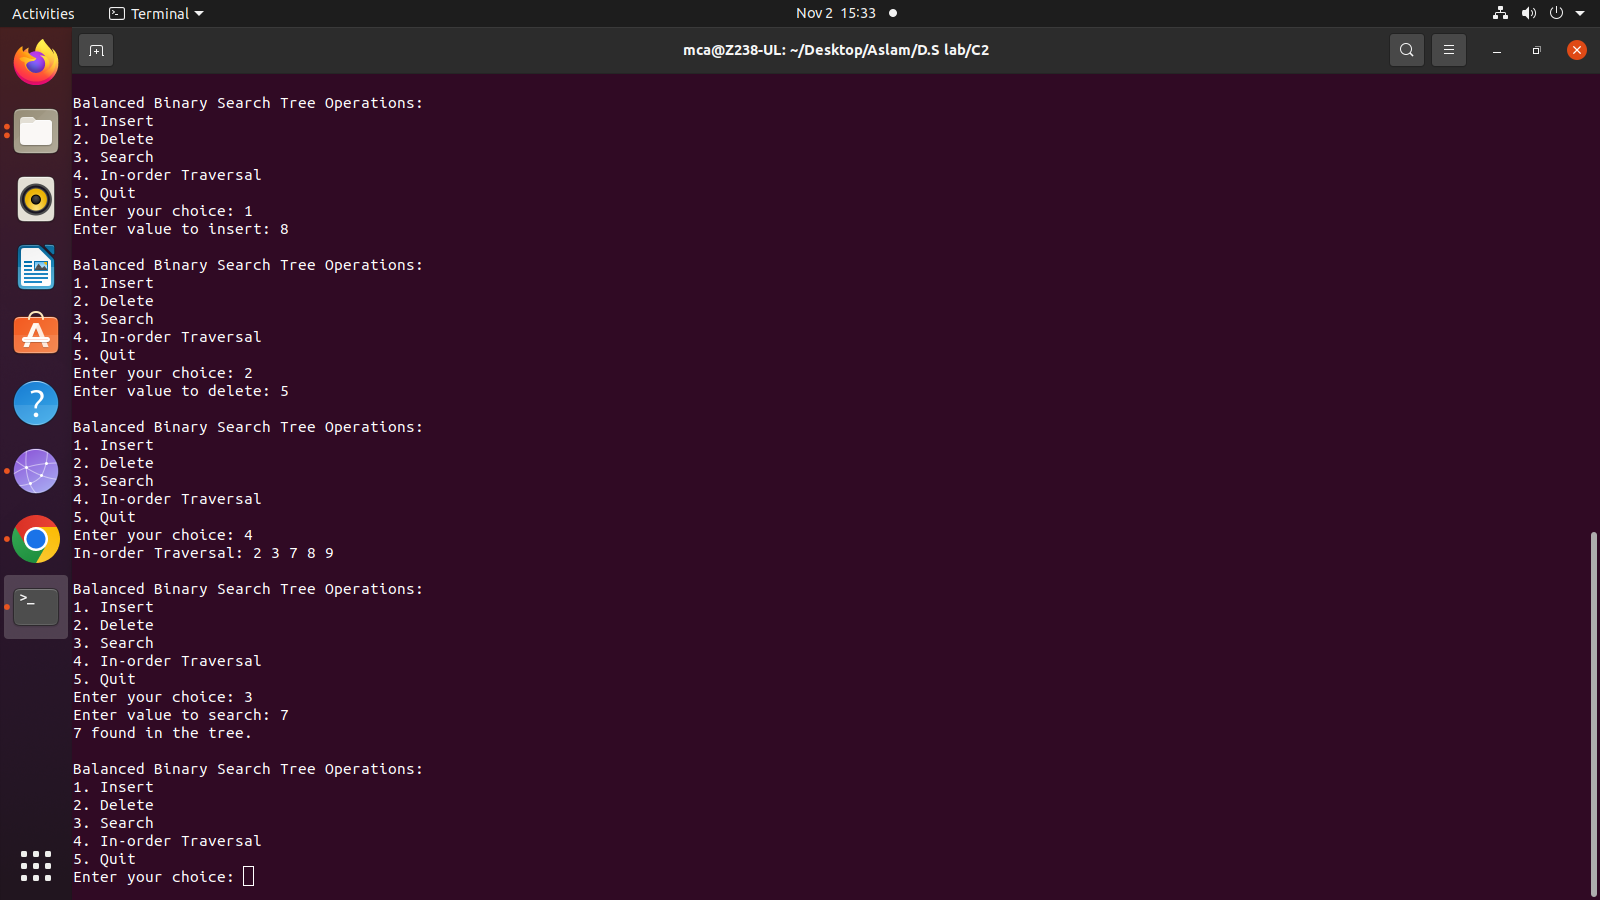 Activities
Terminal
Nov 2 15:33
mca@Z238-UL: ~/Desktop/Aslam/D.S lab/C2
Balanced Binary Search Tree Operations:
1. Insert
2. Delete
3. Search
4. In-order Traversal
5. Quit
Enter your choice: 1
Enter value to insert: 8
Balanced Binary Search Tree Operations:
1. Insert
2. Delete
3. Search
4. In-order Traversal
5. Quit
Enter your choice: 2
Enter value to delete: 5
Balanced Binary Search Tree Operations:
1. Insert
2. Delete
3. Search
4. In-order Traversal
5. Quit
Enter your choice: 4
In-order Traversal: 2 3 7 8 9
Balanced Binary Search Tree Operations:
1. Insert
2. Delete
3. Search
4. In-order Traversal
5. Quit
Enter your choice: 3
Enter value to search: 7
7 found in the tree.
Balanced Binary Search Tree Operations:
1. Insert
2. Delete
3. Search
4. In-order Traversal
5. Quit
Enter your choice: